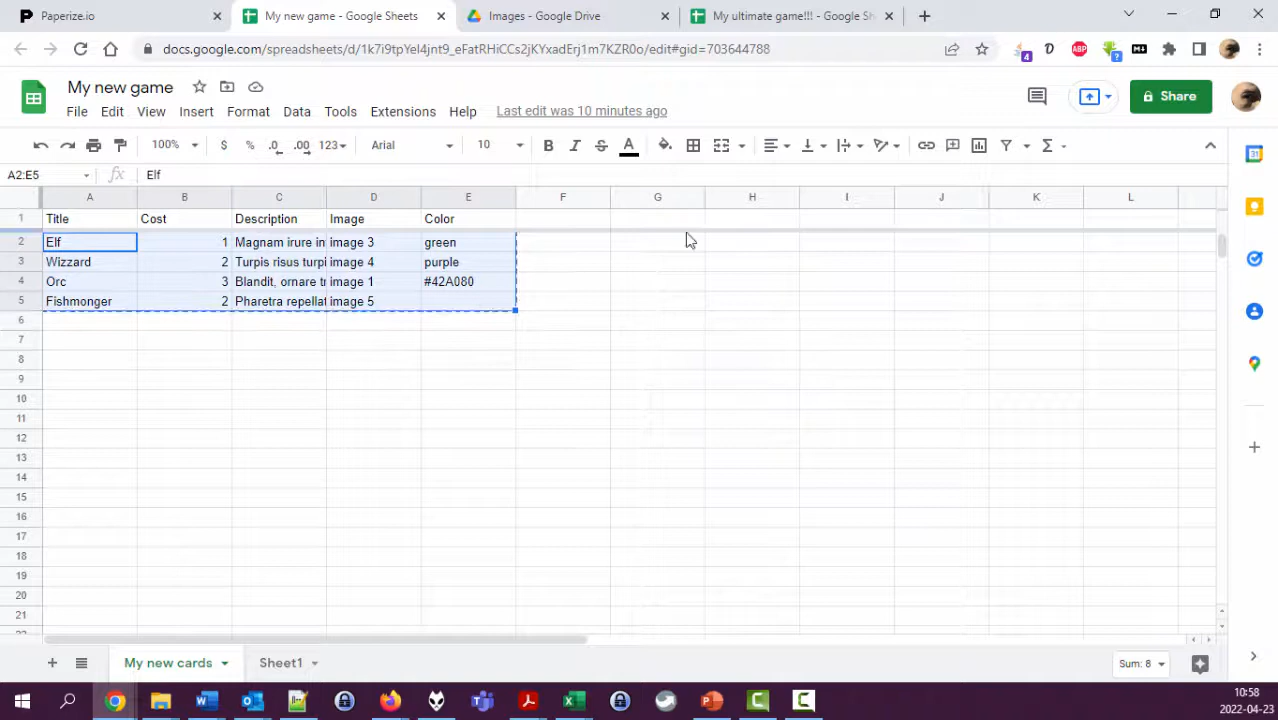 Paperize.io
My new game - Google Sheets
Images - Google Drive
My ultimate game!!! - Google Sh
docs.google.com/spreadsheets/d/1k7i9tpYeI4jnt9_eFatRHiCCs2jKYxadErj1m7KZR0o/edit#gid=703644788
4
ABP
?
My new game
Share
File Edit View Insert Format Data Tools Extensions Help Last edit was 10 minutes ago
100% $ % .0 .00 123 Arial 10 B I S A
A2:E5 fx Elf
A B C D E F G H I J K L
1 Title Cost Description Image Color
2 Elf 1 Magnam irure in image 3 green
3 Wizzard 2 Turpis risus turpi image 4 purple
4 Orc 3 Blandit, ornare tr image 1 #42A080
5 Fishmonger 2 Pharetra repellat image 5
6
7
8
9
10
11
12
13
14
15
16
17
18
19
20
21
My new cards Sheet1 Sum: 8
10:58
2022-04-23